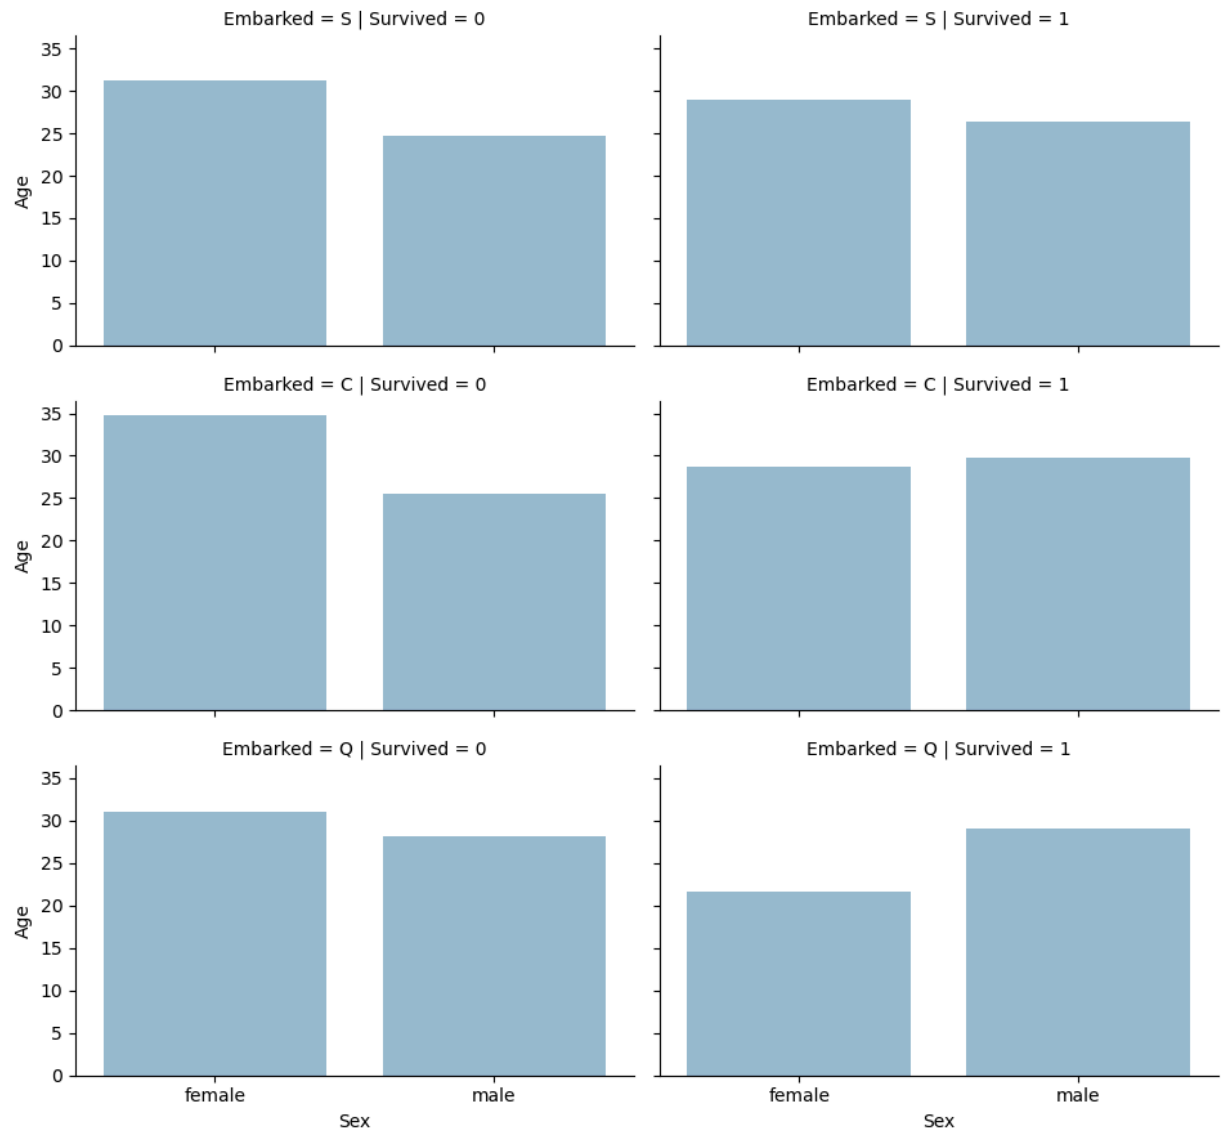 Embarked = S | Survived = 0
Embarked = S | Survived = 1
35
30
25
20
15
10
5
0
Age
Embarked = C | Survived = 0
Embarked = C | Survived = 1
35
30
25
20
15
10
5
0
Age
Embarked = Q | Survived = 0
Embarked = Q | Survived = 1
35
30
25
20
15
10
5
0
Age
female
male
female
male
Sex
Sex